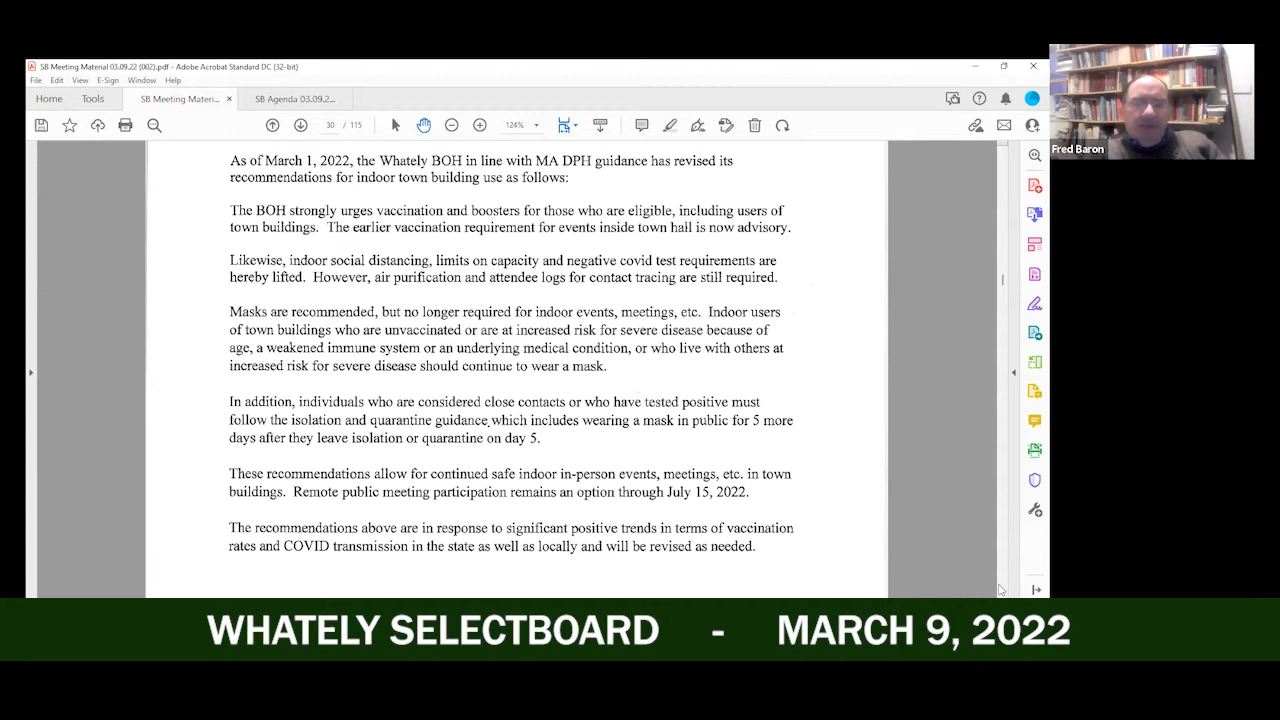 SB Meeting Material 03.09.22 (002).pdf - Adobe Acrobat Standard DC (32-bit)
File Edit View E-Sign Window Help
Home Tools SB Meeting Materi... × SB Agenda 03.09.2...
30 / 115 124%
Fred Baron
As of March 1, 2022, the Whately BOH in line with MA DPH guidance has revised its
recommendations for indoor town building use as follows:
The BOH strongly urges vaccination and boosters for those who are eligible, including users of
town buildings. The earlier vaccination requirement for events inside town hall is now advisory.
Likewise, indoor social distancing, limits on capacity and negative covid test requirements are
hereby lifted. However, air purification and attendee logs for contact tracing are still required.
Masks are recommended, but no longer required for indoor events, meetings, etc. Indoor users
of town buildings who are unvaccinated or are at increased risk for severe disease because of
age, a weakened immune system or an underlying medical condition, or who live with others at
increased risk for severe disease should continue to wear a mask.
In addition, individuals who are considered close contacts or who have tested positive must
follow the isolation and quarantine guidance which includes wearing a mask in public for 5 more
days after they leave isolation or quarantine on day 5.
These recommendations allow for continued safe indoor in-person events, meetings, etc. in town
buildings. Remote public meeting participation remains an option through July 15, 2022.
The recommendations above are in response to significant positive trends in terms of vaccination
rates and COVID transmission in the state as well as locally and will be revised as needed.
WHATELY SELECTBOARD - MARCH 9, 2022